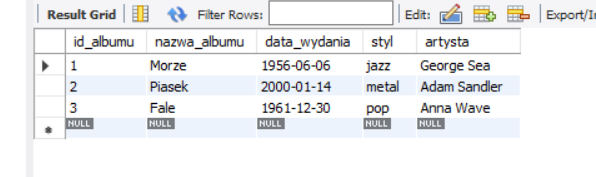 Result Grid Filter Rows: Edit: Export/I
id_albumu nazwa_albumu data_wydania styl artysta
1 Morze 1956-06-06 jazz George Sea
2 Piasek 2000-01-14 metal Adam Sandler
3 Fale 1961-12-30 pop Anna Wave
NULL NULL NULL NULL NULL